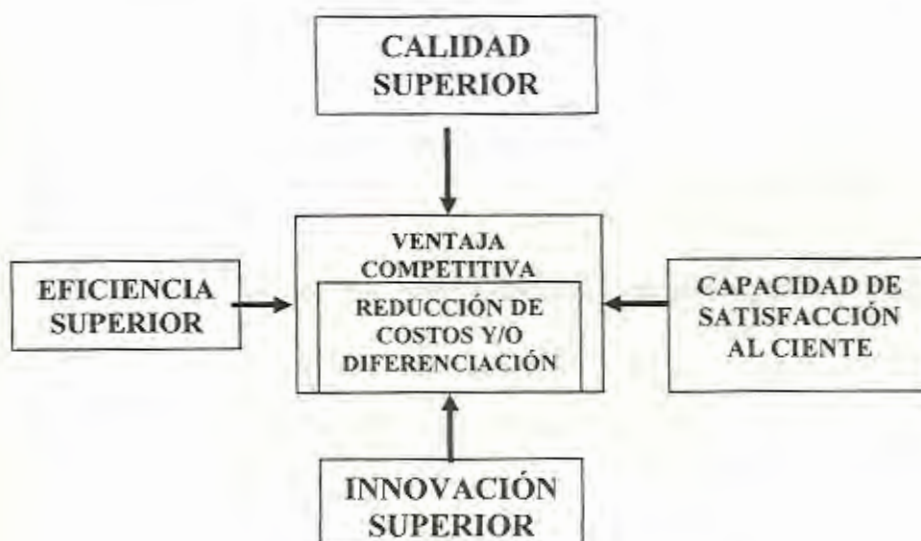 CALIDAD
SUPERIOR
VENTAJA
COMPETITIVA
EFICIENCIA
SUPERIOR
REDUCCIÓN DE
COSTOS Y/O
DIFERENCIACIÓN
CAPACIDAD DE
SATISFACCIÓN
AL CIENTE
INNOVACIÓN
SUPERIOR